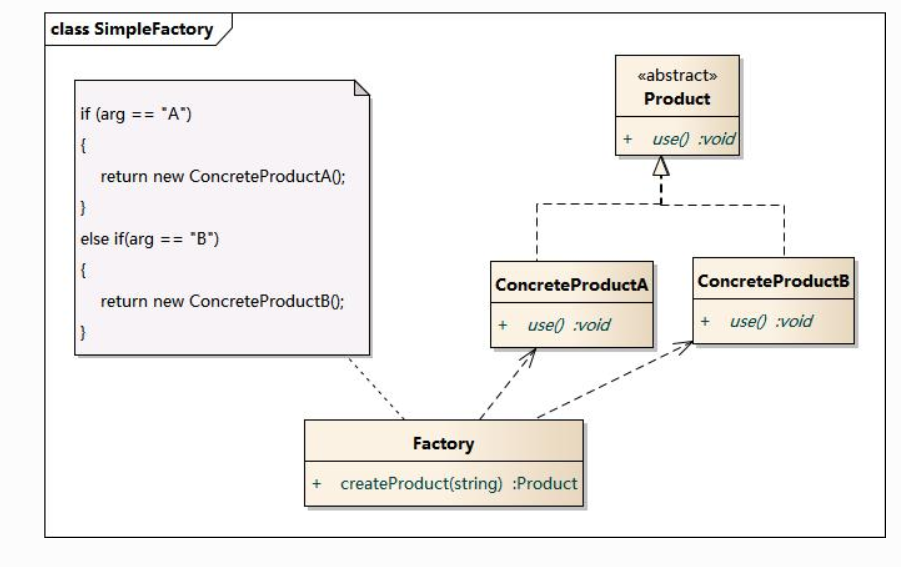 class SimpleFactory
if (arg == "A")
{
return new ConcreteProductA();
}
else if(arg == "B")
{
return new ConcreteProductB();
}
«abstract»
Product
+ use() :void
ConcreteProductA
+ use() :void
ConcreteProductB
+ use() :void
Factory
+ createProduct(string) :Product